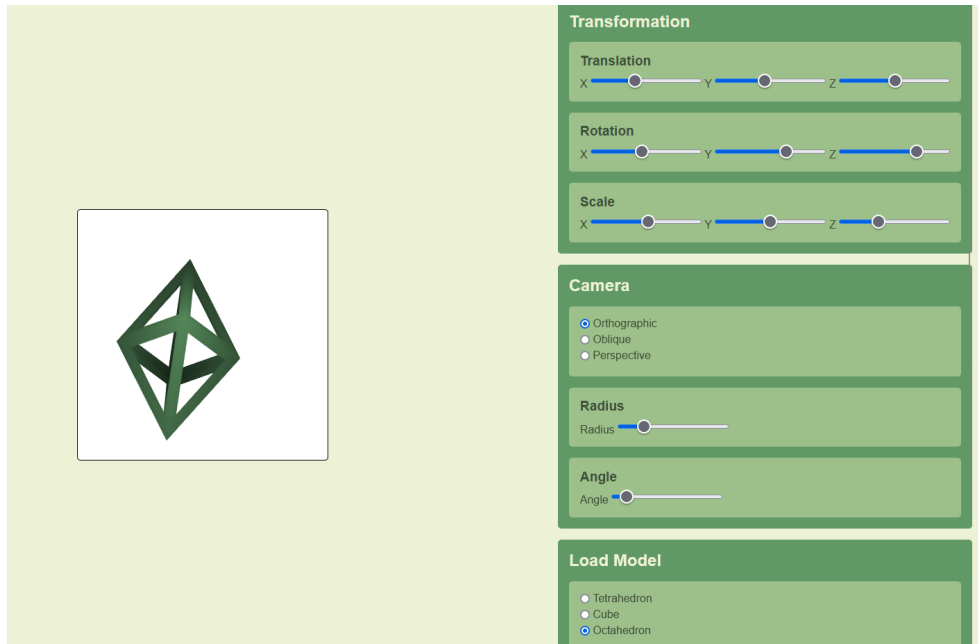 Transformation
Translation
X Y Z
Rotation
X Y Z
Scale
X Y Z
Camera
Orthographic
Oblique
Perspective
Radius
Radius
Angle
Angle
Load Model
Tetrahedron
Cube
Octahedron